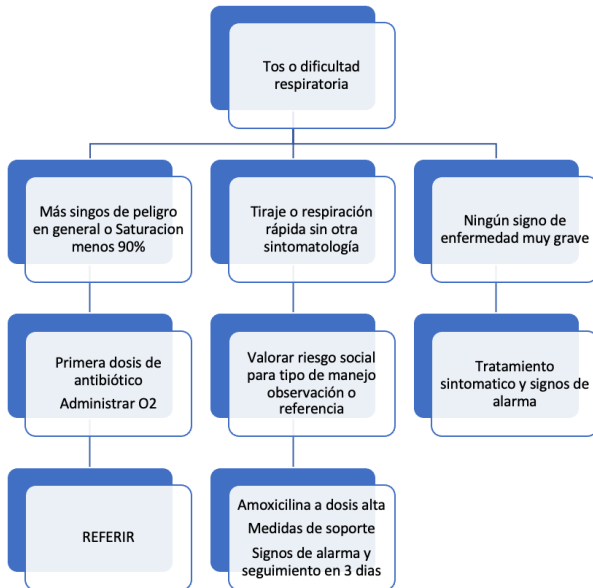 Tos o dificultad
respiratoria
Más singos de peligro
en general o Saturacion
menos 90%
Tiraje o respiración
rápida sin otra
sintomatología
Ningún signo de
enfermedad muy grave
Primera dosis de
antibiótico
Administrar O2
Valorar riesgo social
para tipo de manejo
observación o
referencia
Tratamiento
sintomatico y signos de
alarma
REFERIR
Amoxicilina a dosis alta
Medidas de soporte
Signos de alarma y
seguimiento en 3 dias